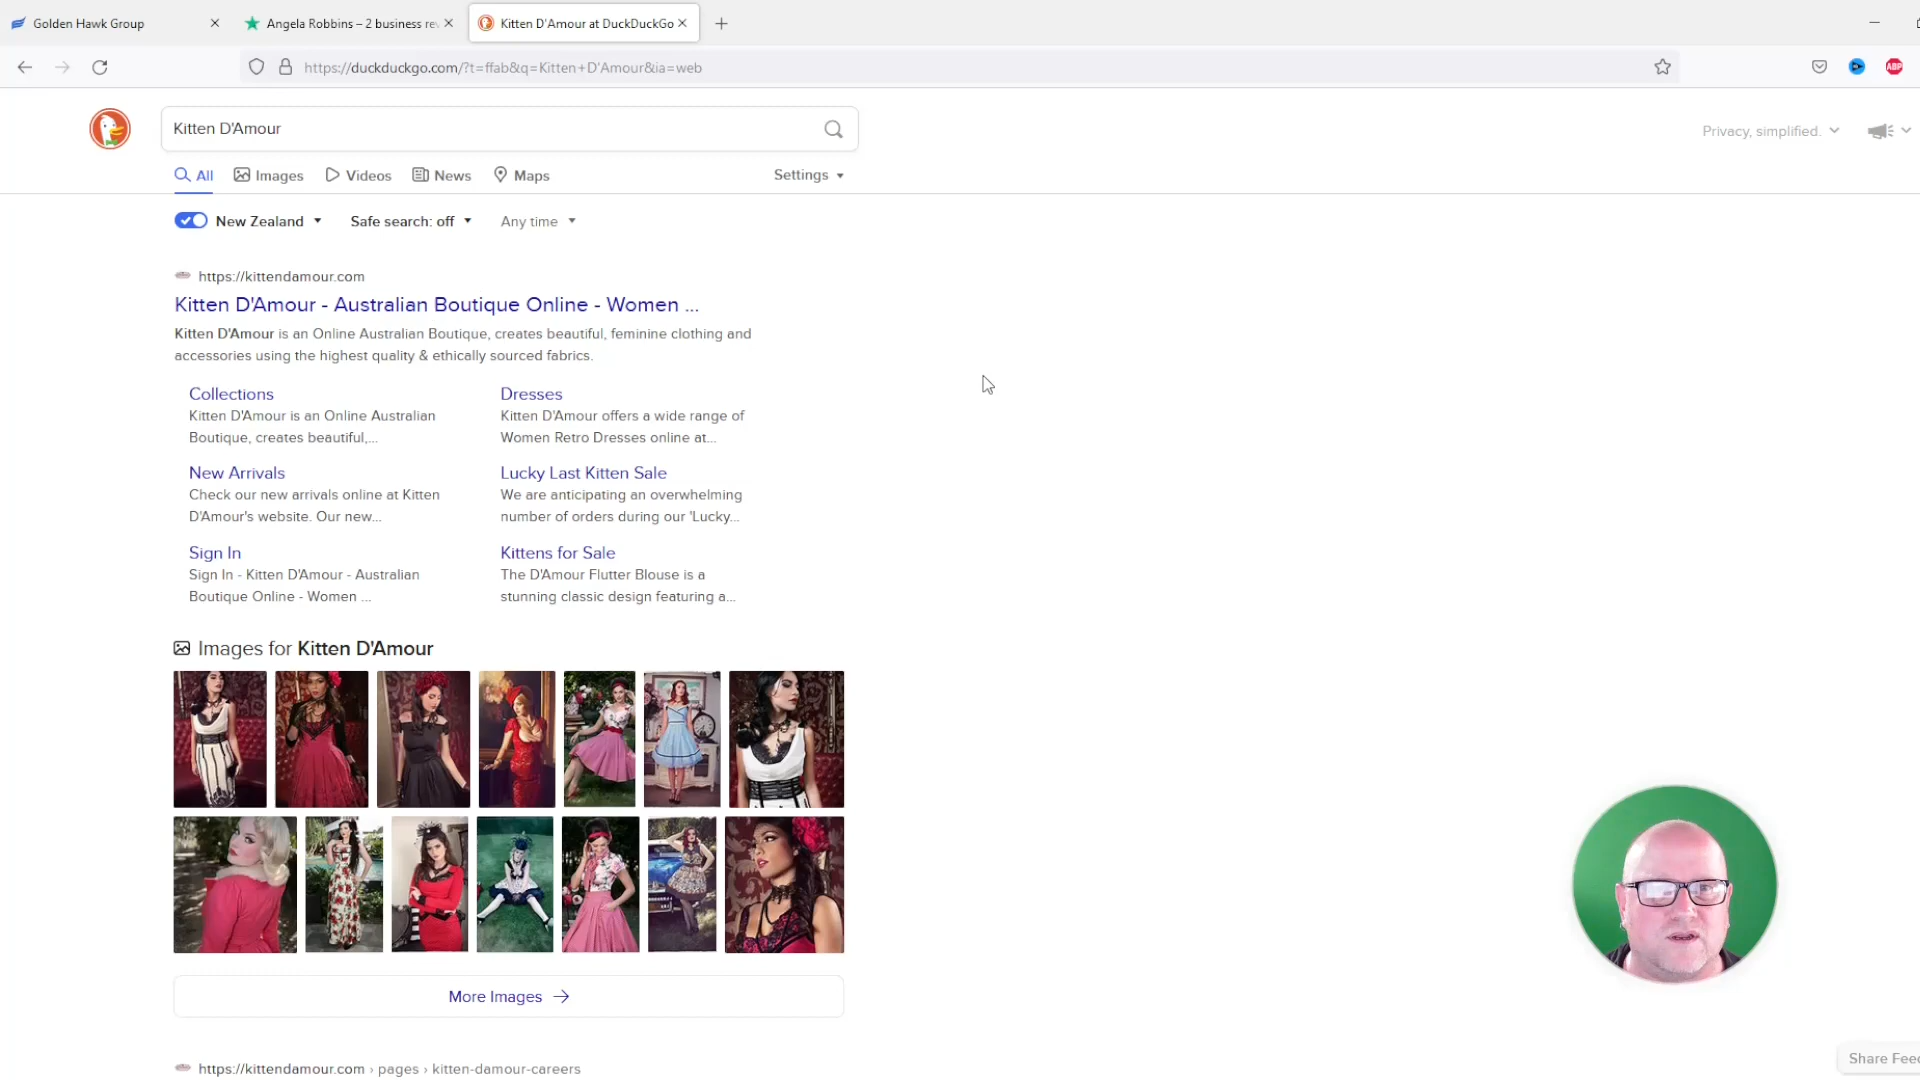 Golden Hawk Group
Angela Robbins – 2 business re
Kitten D'Amour at DuckDuckGo
https://duckduckgo.com/?t=ffab&q=Kitten+D'Amour&ia=web
ABP
Kitten D'Amour
Privacy, simplified.
All
Images
Videos
News
Maps
Settings
New Zealand
Safe search: off
Any time
https://kittendamour.com
Kitten D'Amour - Australian Boutique Online - Women ...
Kitten D'Amour is an Online Australian Boutique, creates beautiful, feminine clothing and
accessories using the highest quality & ethically sourced fabrics.
Collections
Kitten D'Amour is an Online Australian
Boutique, creates beautiful,...
Dresses
Kitten D'Amour offers a wide range of
Women Retro Dresses online at...
New Arrivals
Check our new arrivals online at Kitten
D'Amour's website. Our new...
Lucky Last Kitten Sale
We are anticipating an overwhelming
number of orders during our 'Lucky...
Sign In
Sign In - Kitten D'Amour - Australian
Boutique Online - Women ...
Kittens for Sale
The D'Amour Flutter Blouse is a
stunning classic design featuring a...
Images for Kitten D'Amour
More Images
https://kittendamour.com › pages › kitten-damour-careers
Share Feed